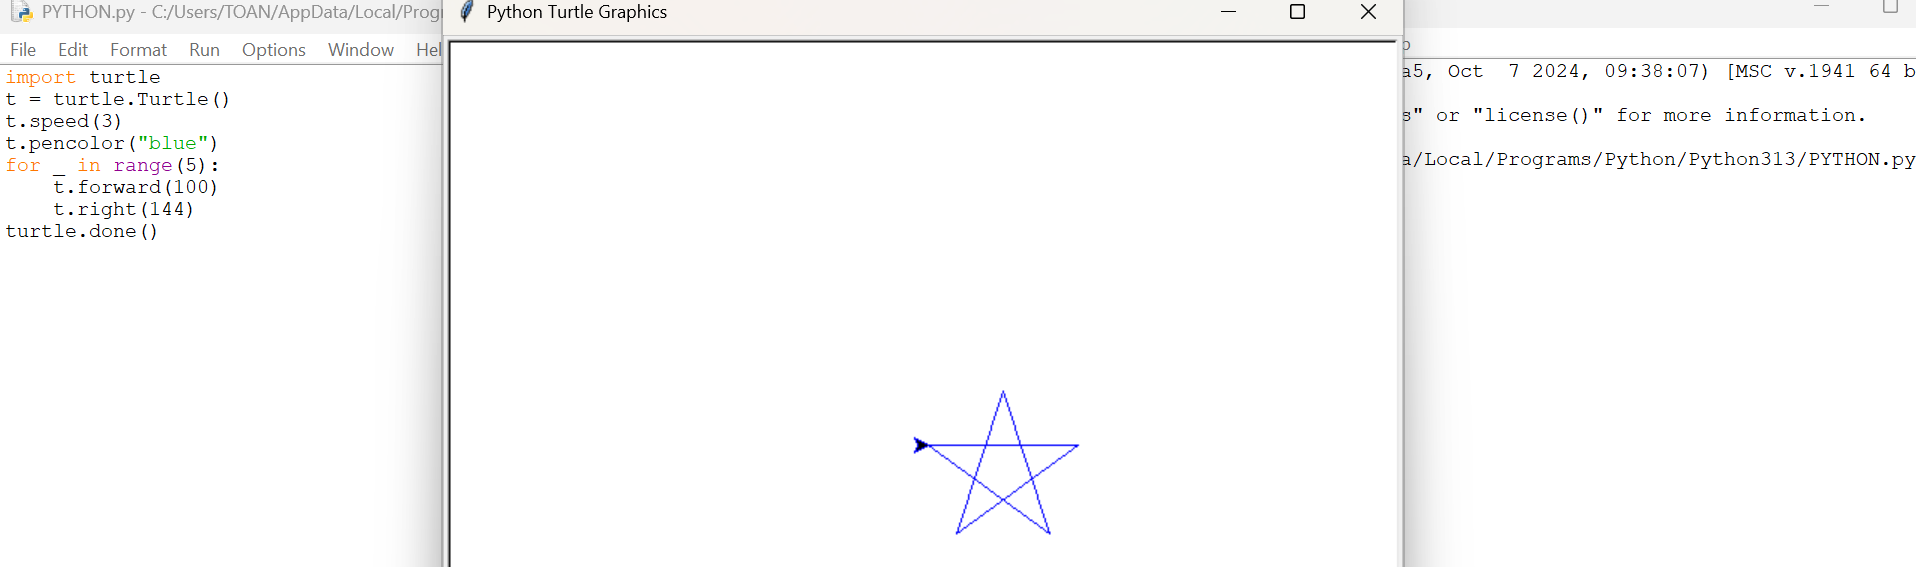 PYTHON.py - C:/Users/TOAN/AppData/Local/Progr
File Edit Format Run Options Window Hel
import turtle
t = turtle.Turtle()
t.speed(3)
t.pencolor("blue")
for _ in range(5):
    t.forward(100)
    t.right(144)
turtle.done()
Python Turtle Graphics
a5, Oct  7 2024, 09:38:07) [MSC v.1941 64 b
s" or "license()" for more information.
a/Local/Programs/Python/Python313/PYTHON.py